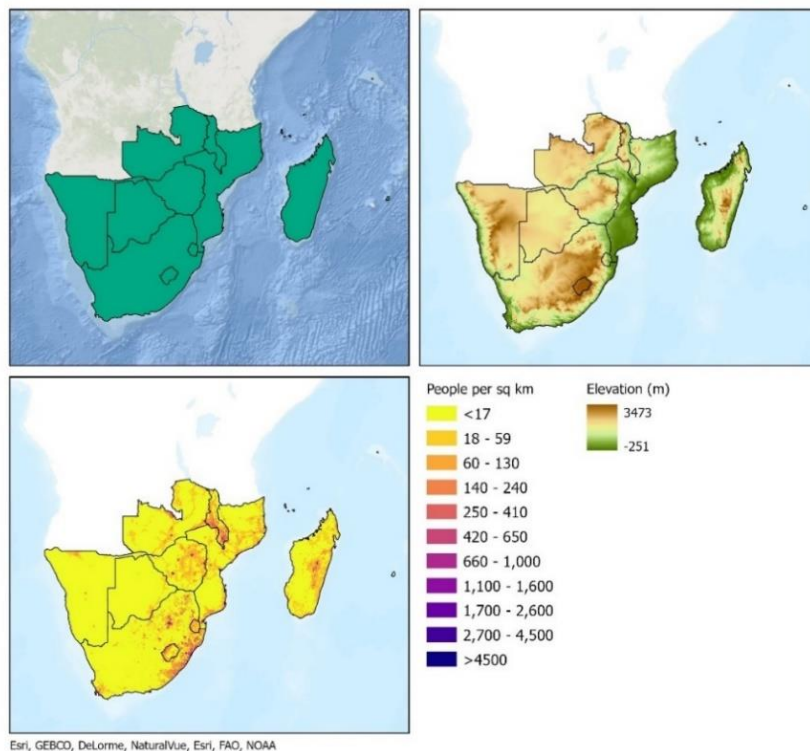 People per sq km
<17
18 - 59
60 - 130
140 - 240
250 - 410
420 - 650
660 - 1,000
1,100 - 1,600
1,700 - 2,600
2,700 - 4,500
>4500
Elevation (m)
3473
-251
Esri, GEBCO, DeLorme, NaturalVue, Esri, FAO, NOAA